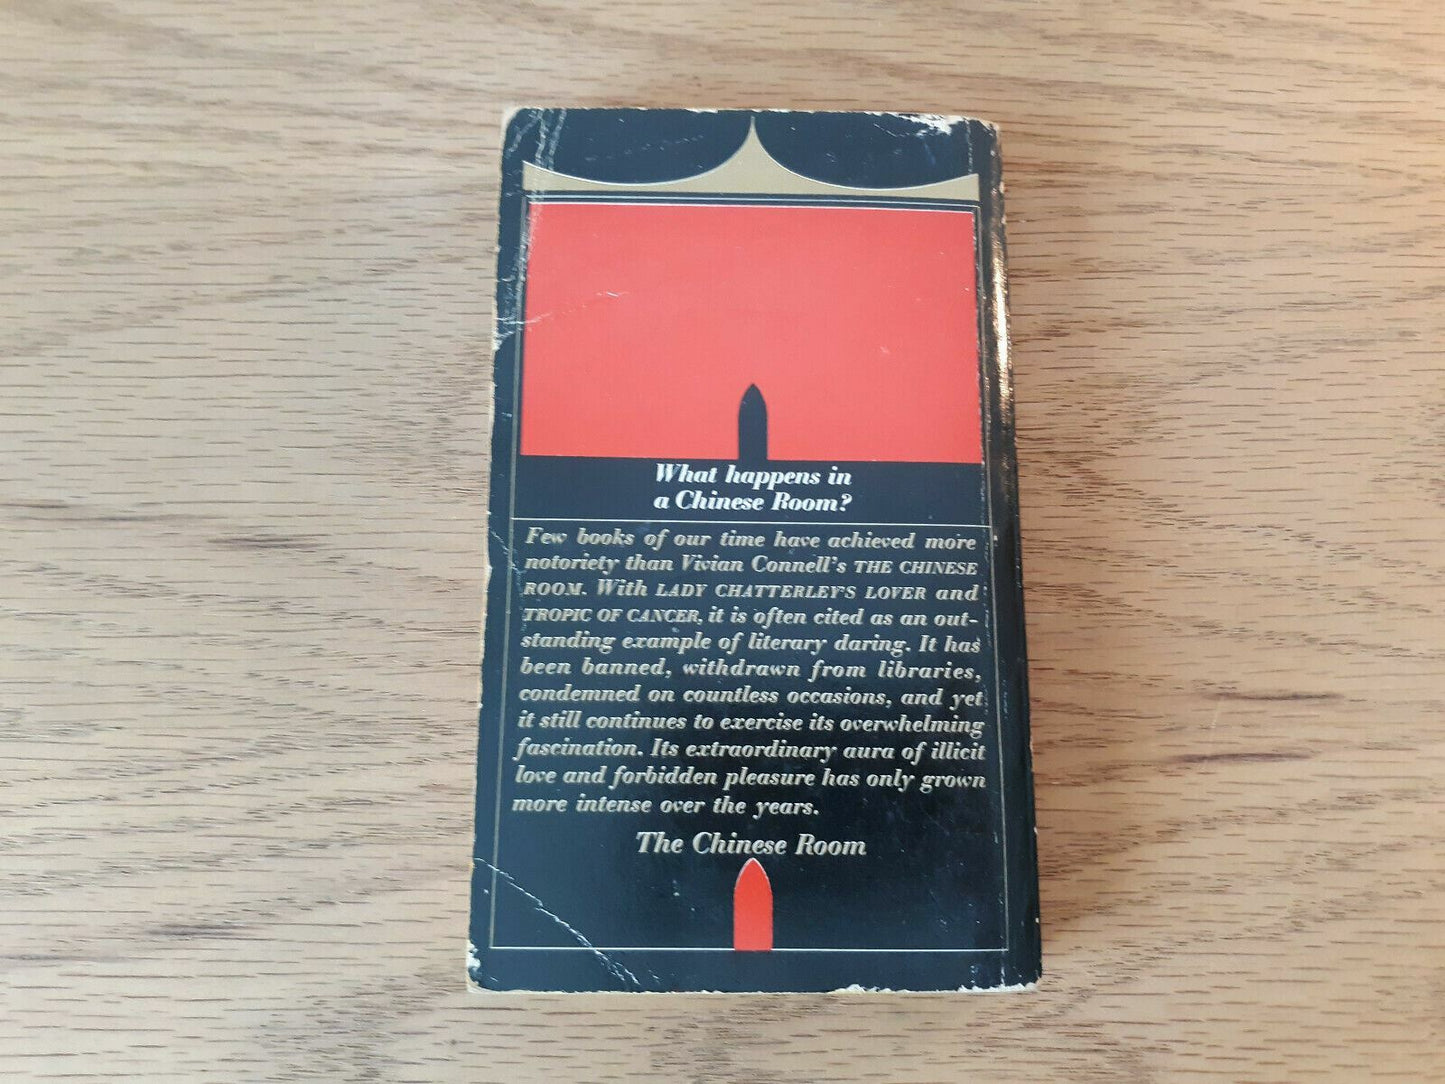 What happens in
a Chinese Room?
Few books of our time have achieved more
notoriety than Vivian Connell's THE CHINESE
ROOM. With LADY CHATTERLEY'S LOVER and
TROPIC OF CANCER, it is often cited as an out-
standing example of literary daring. It has
been banned, withdrawn from libraries,
condemned on countless occasions, and yet
it still continues to exercise its overwhelming
fascination. Its extraordinary aura of illicit
love and forbidden pleasure has only grown
more intense over the years.
The Chinese Room